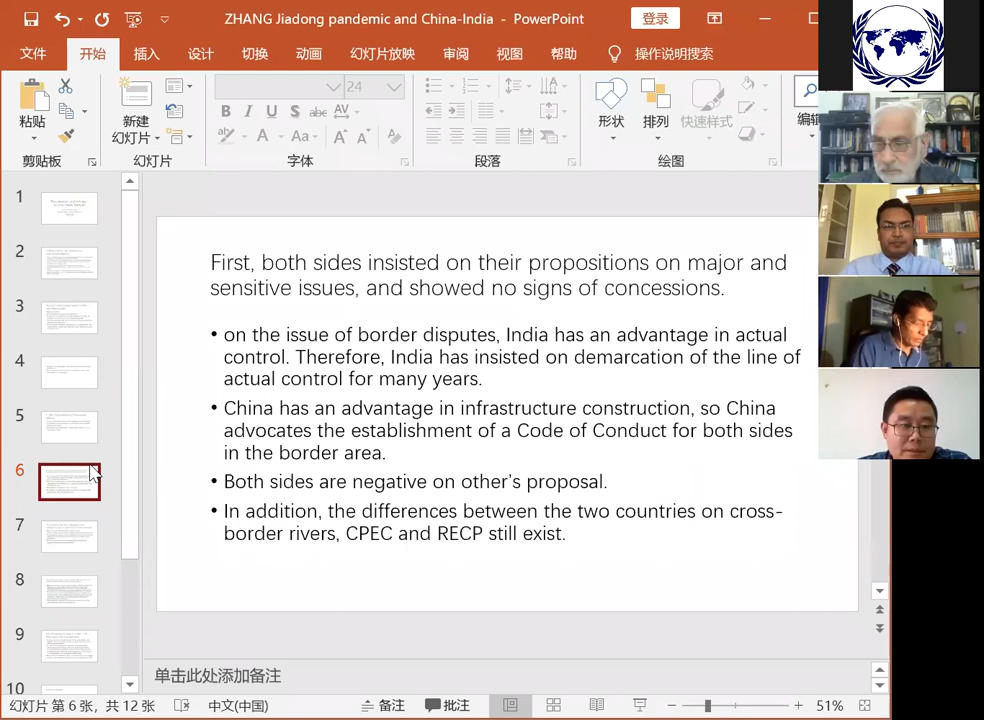 ZHANG Jiadong pandemic and China-India - PowerPoint
登录
文件 开始 插入 设计 切换 动画 幻灯片放映 审阅 视图 帮助 操作说明搜索
24
粘贴
新建
幻灯片
B I U S abc AV
A Aa A A
形状 排列 快速样式 编辑
剪贴板 幻灯片 字体 段落 绘图
1
2
3
4
5
6
7
8
9
10
First, both sides insisted on their propositions on major and
sensitive issues, and showed no signs of concessions.
• on the issue of border disputes, India has an advantage in actual
control. Therefore, India has insisted on demarcation of the line of
actual control for many years.
• China has an advantage in infrastructure construction, so China
advocates the establishment of a Code of Conduct for both sides
in the border area.
• Both sides are negative on other's proposal.
• In addition, the differences between the two countries on cross-
border rivers, CPEC and RECP still exist.
单击此处添加备注
幻灯片 第 6 张，共 12 张 中文(中国) 备注 批注 51%